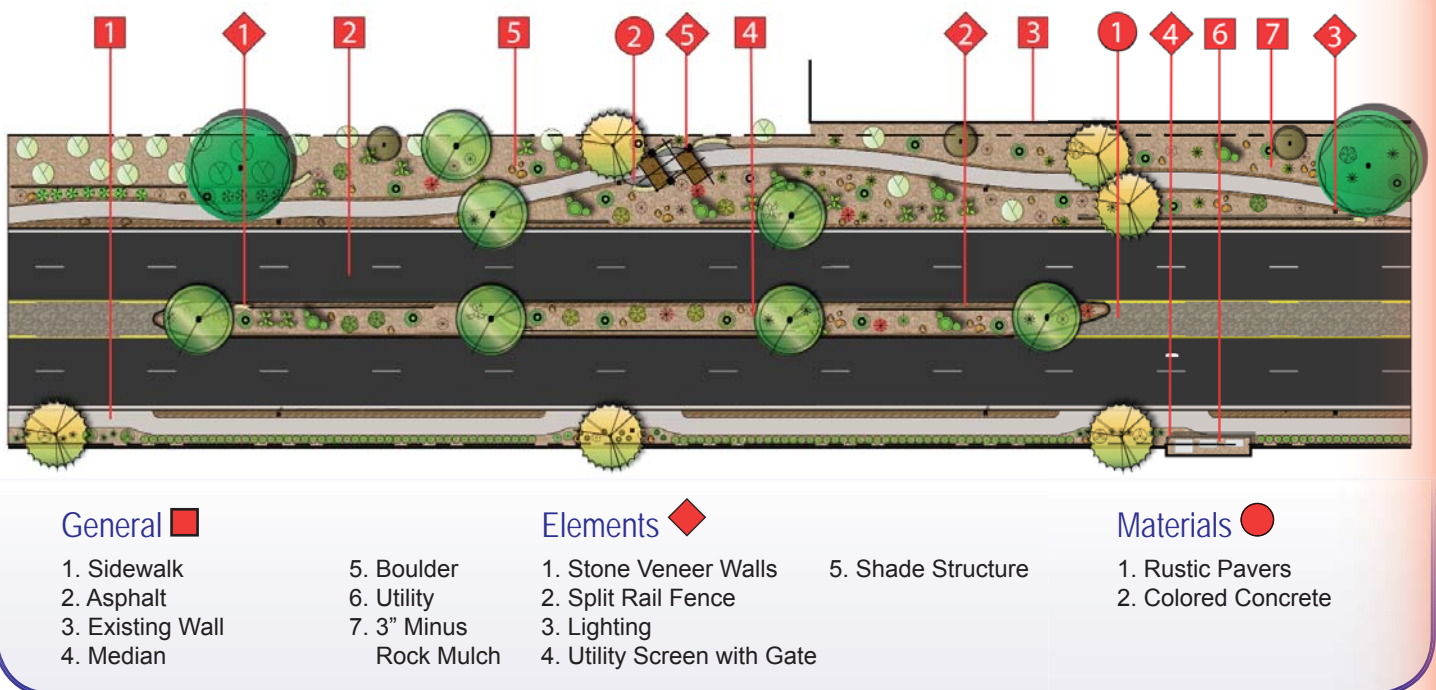 1 1 2 5 2 5 4 2 3 1 4 6 7 3
General
1. Sidewalk
2. Asphalt
3. Existing Wall
4. Median
5. Boulder
6. Utility
7. 3” Minus
Rock Mulch
Elements
1. Stone Veneer Walls
2. Split Rail Fence
3. Lighting
4. Utility Screen with Gate
5. Shade Structure
Materials
1. Rustic Pavers
2. Colored Concrete